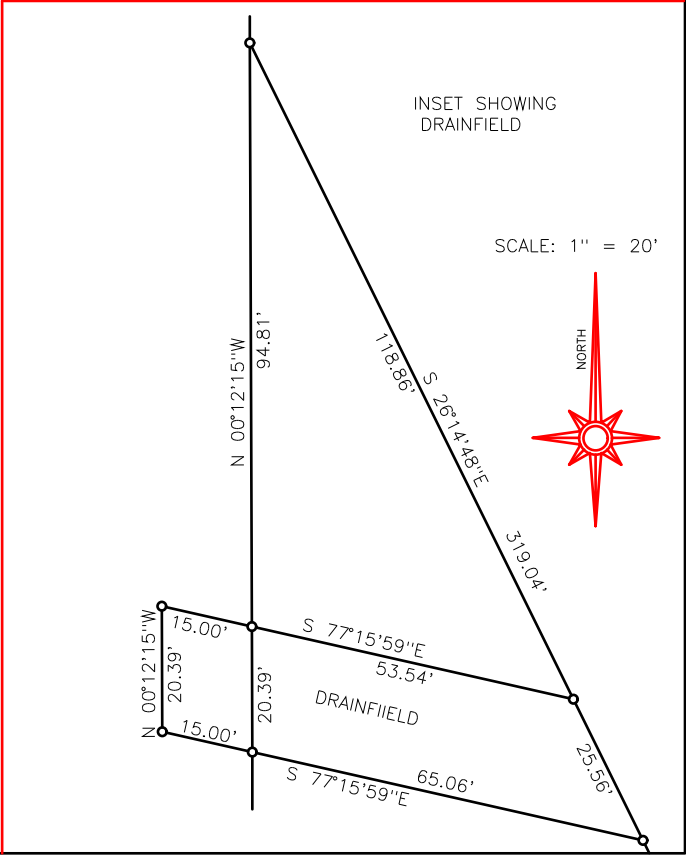 INSET SHOWING
DRAINFIELD
SCALE: 1" = 20'
NORTH
N 00°12'15"W
94.81'
118.86'
S 26°14'48"E
319.04'
N 00°12'15"W
20.39'
15.00'
S 77°15'59"E
53.54'
20.39'
DRAINFIIELD
15.00'
S 77°15'59"E
65.06'
25.56'